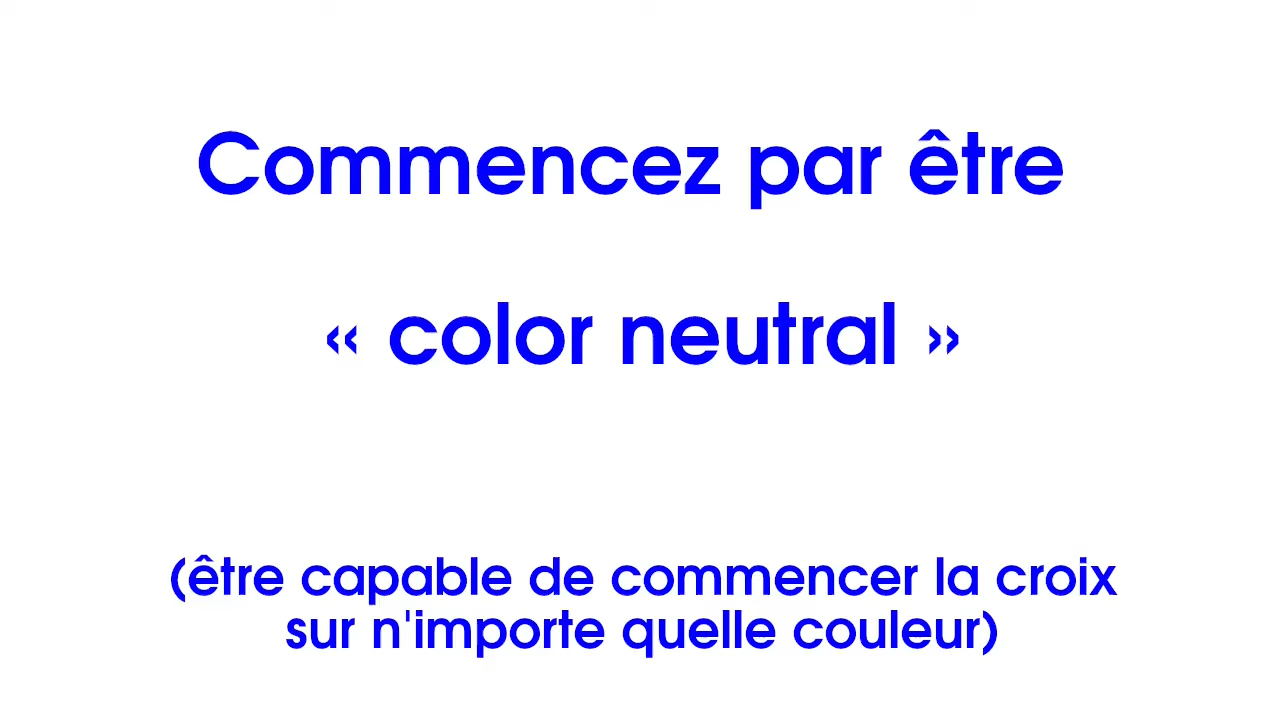 Commencez par être
« color neutral »
(être capable de commencer la croix
sur n'importe quelle couleur)